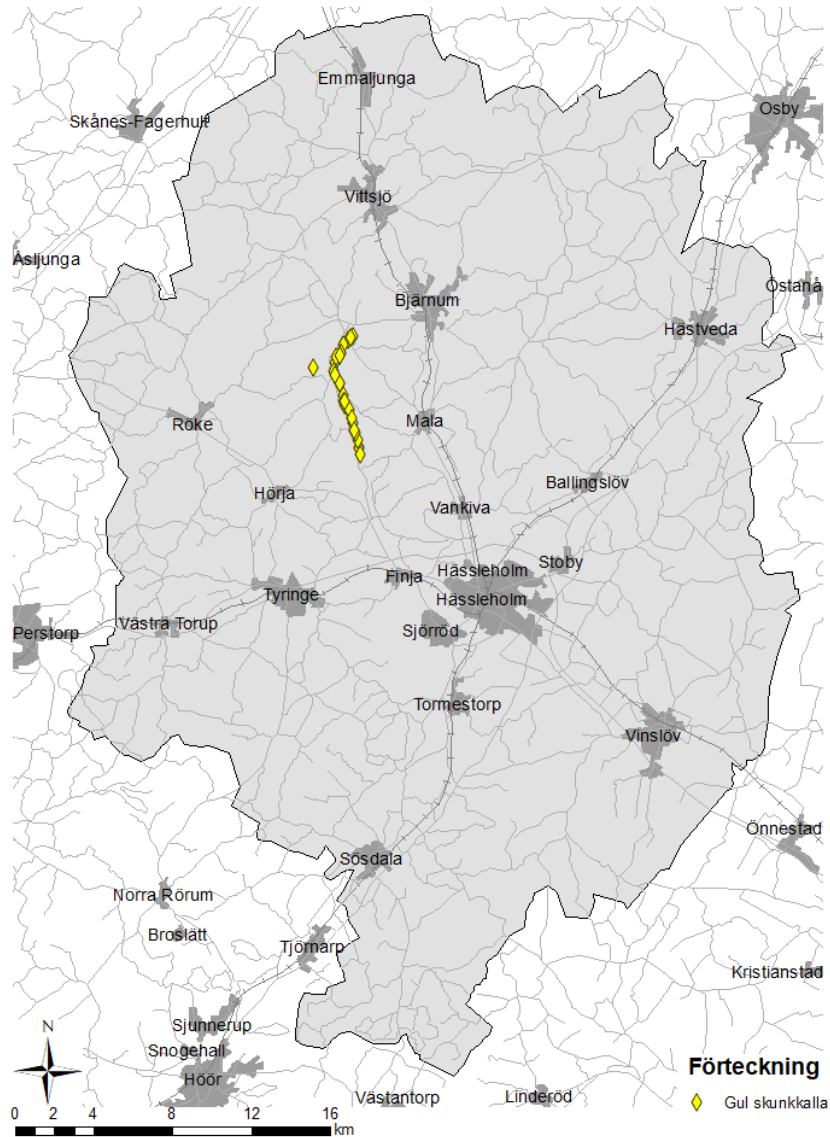 Emmaljunga
Osby
Skånes-Fagerhult
Vittsjö
Åsljunga
Östanå
Bjärnum
Hästveda
Röke
Mala
Ballingslöv
Hörja
Vankiva
Stoby
Hässleholm
Finja
Tyringe
Hässleholm
Västra Torup
Perstorp
Sjörröd
Tormestorp
Vinslöv
Önnestad
Sösdala
Norra Rörum
Broslätt
Tjörnarp
Kristianstad
N
Sjunnerup
Snogehall
Höör
Förteckning
Västantorp
Linderöd
Gul skunkkalla
0 2 4 8 12 16
km